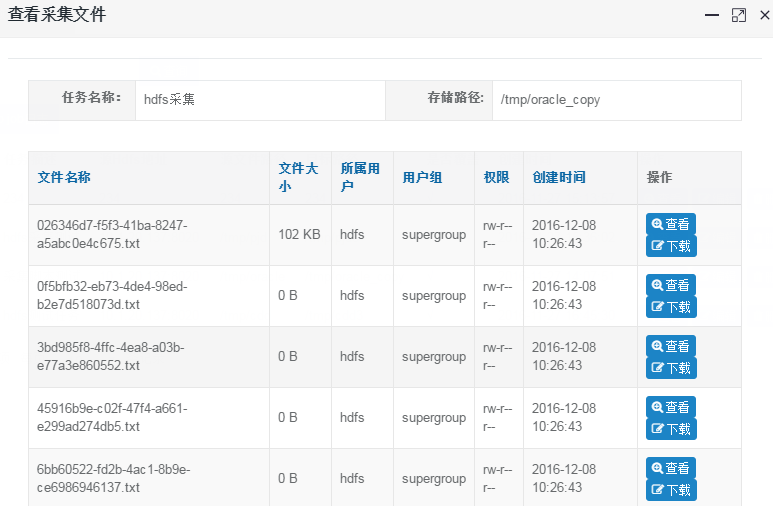 查看采集文件
任务名称: hdfs采集 存储路径: /tmp/oracle_copy
文件名称 文件大小 所属用户 用户组 权限 创建时间 操作
026346d7-f5f3-41ba-8247-a5abc0e4c675.txt 102 KB hdfs supergroup rw-r--r-- 2016-12-08 10:26:43 查看 下载
0f5bfb32-eb73-4de4-98ed-b2e7d518073d.txt 0 B hdfs supergroup rw-r--r-- 2016-12-08 10:26:43 查看 下载
3bd985f8-4ffc-4ea8-a03b-e77a3e860552.txt 0 B hdfs supergroup rw-r--r-- 2016-12-08 10:26:43 查看 下载
45916b9e-c02f-47f4-a661-e299ad274db5.txt 0 B hdfs supergroup rw-r--r-- 2016-12-08 10:26:43 查看 下载
6bb60522-fd2b-4ac1-8b9e-ce6986946137.txt 0 B hdfs supergroup rw-r--r-- 2016-12-08 10:26:43 查看 下载